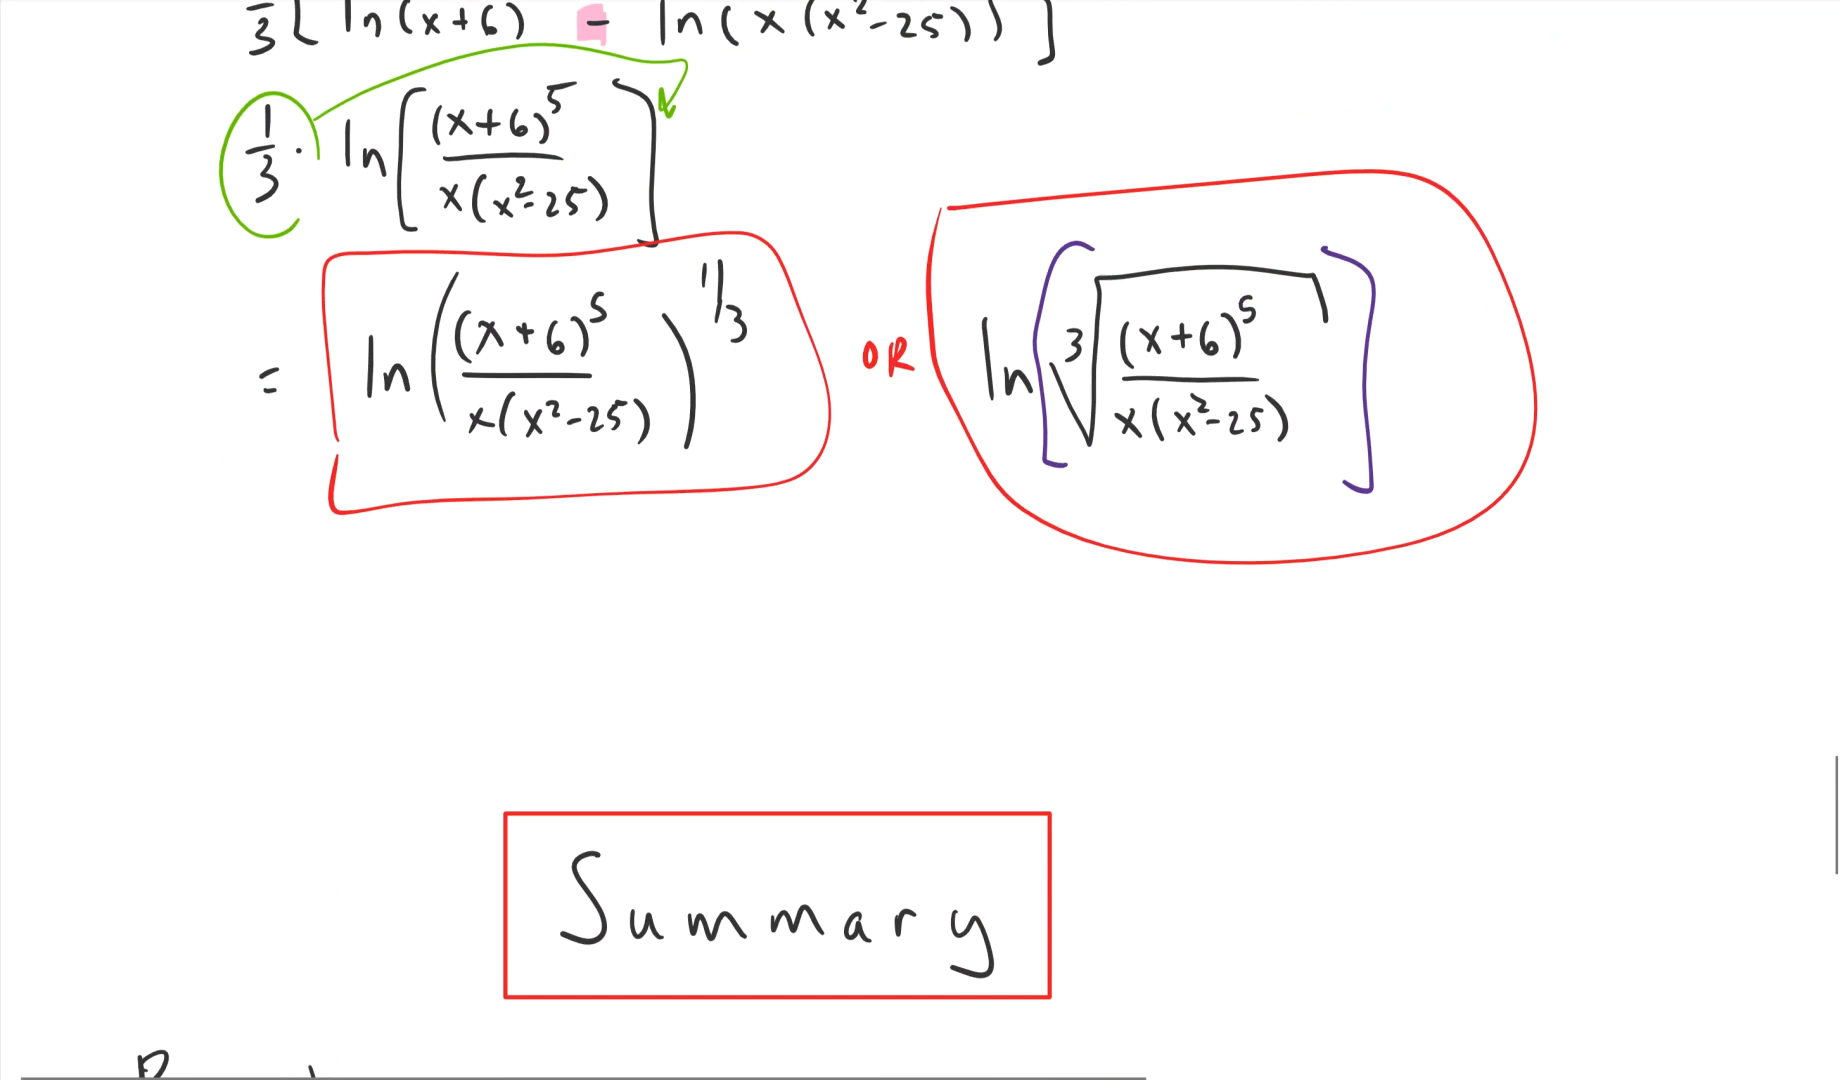 1/3 [ ln(x+6) - ln(x(x²-25)) ]
1/3 · ln[ (x+6)⁵ / x(x²-25) ]
= ln( (x+6)⁵ / x(x²-25) )^1/3 OR ln[ ³√( (x+6)⁵ / x(x²-25) ) ]
Summary